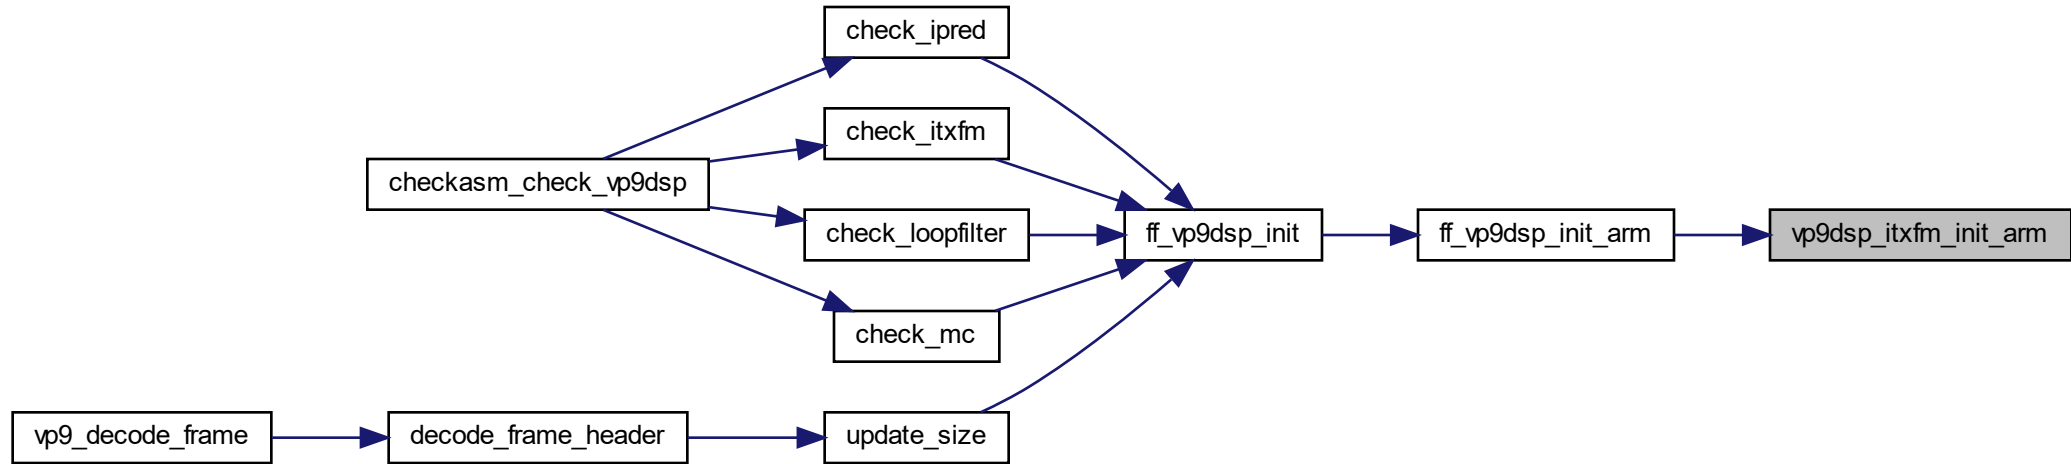 check_ipred
check_itxfm
checkasm_check_vp9dsp
check_loopfilter
ff_vp9dsp_init
ff_vp9dsp_init_arm
vp9dsp_itxfm_init_arm
check_mc
vp9_decode_frame
decode_frame_header
update_size